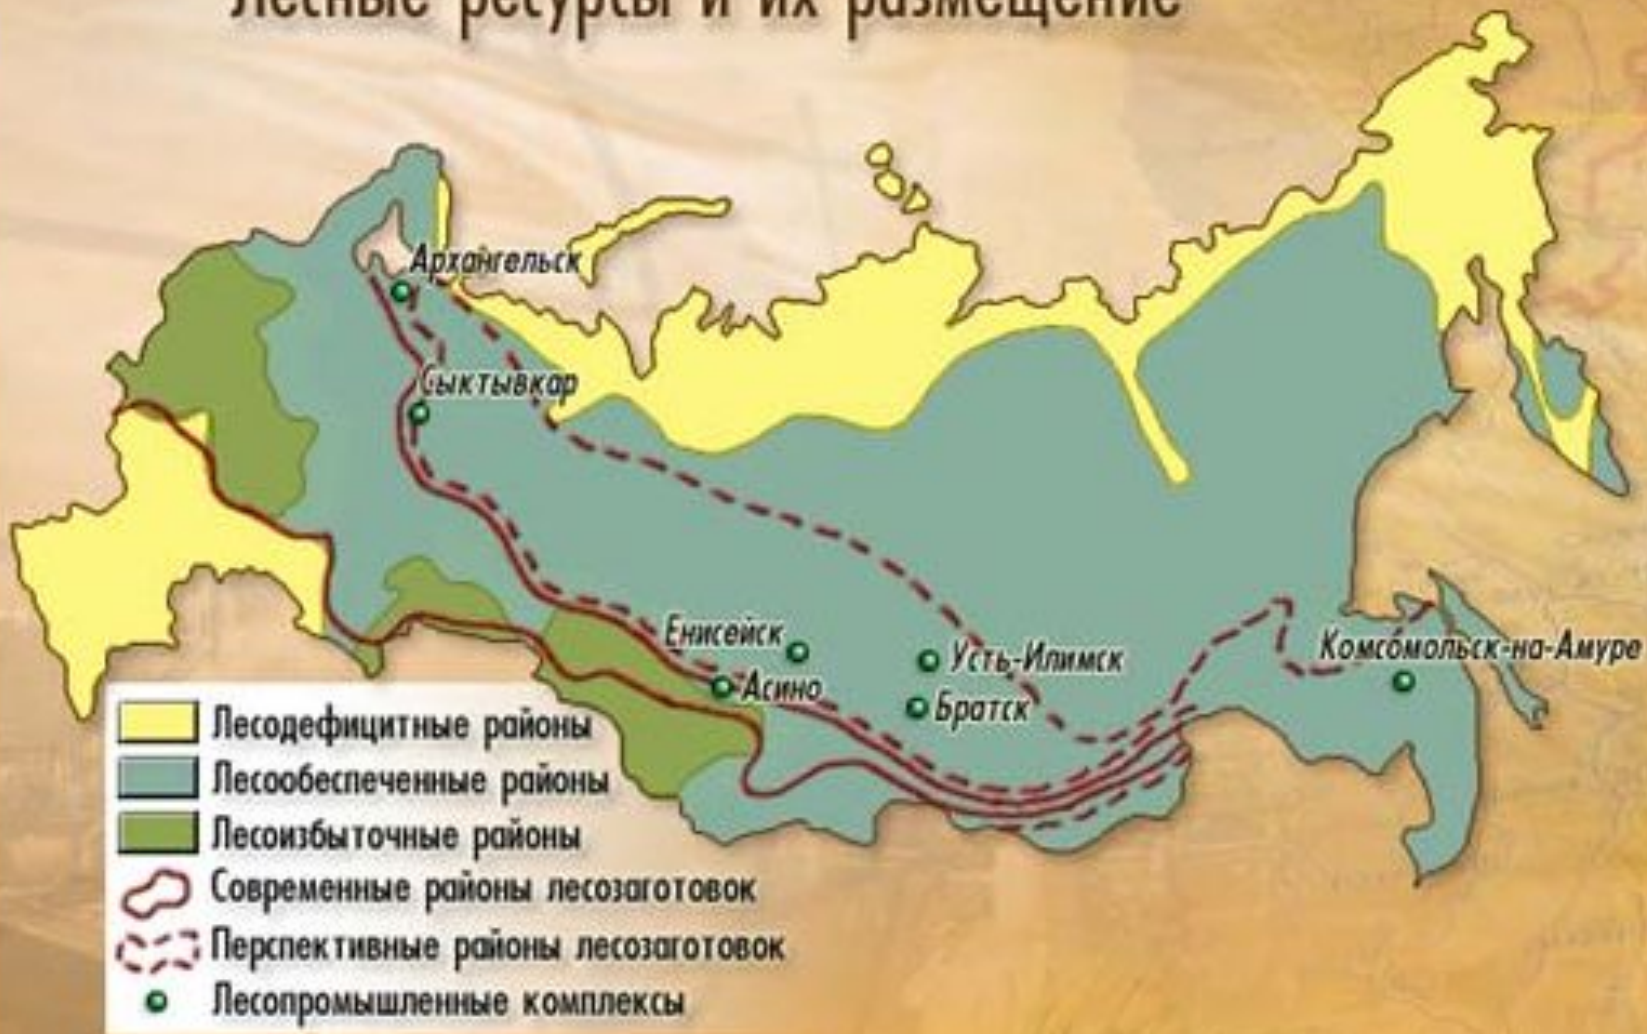 Лесные ресурсы и их размещение
Архангельск
Сыктывкар
Енисейск
Усть-Илимск
Комсомольск-на-Амуре
Асино
Братск
Лесодефицитные районы
Лесообеспеченные районы
Лесоизбыточные районы
Современные районы лесозаготовок
Перспективные районы лесозаготовок
Лесопромышленные комплексы